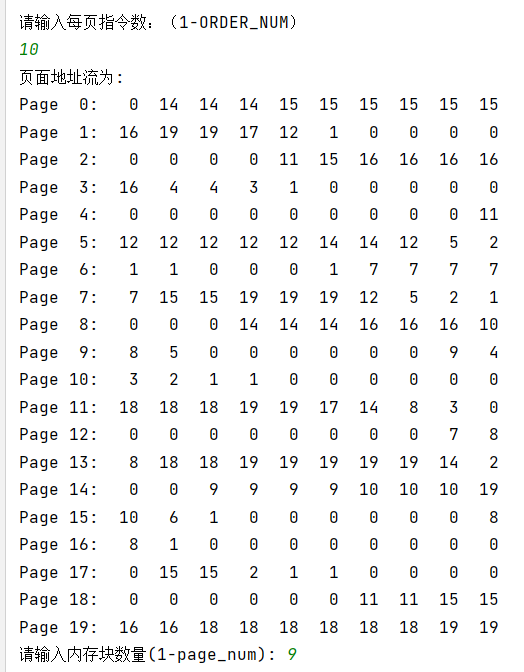 请输入每页指令数：（1-ORDER_NUM）
10
页面地址流为：
Page  0:   0  14  14  14  15  15  15  15  15  15
Page  1:  16  19  19  17  12   1   0   0   0   0
Page  2:   0   0   0   0  11  15  16  16  16  16
Page  3:  16   4   4   3   1   0   0   0   0   0
Page  4:   0   0   0   0   0   0   0   0   0  11
Page  5:  12  12  12  12  12  14  14  12   5   2
Page  6:   1   1   0   0   0   1   7   7   7   7
Page  7:   7  15  15  19  19  19  12   5   2   1
Page  8:   0   0   0  14  14  14  16  16  16  10
Page  9:   8   5   0   0   0   0   0   0   9   4
Page 10:   3   2   1   1   0   0   0   0   0   0
Page 11:  18  18  18  19  19  17  14   8   3   0
Page 12:   0   0   0   0   0   0   0   0   7   8
Page 13:   8  18  18  19  19  19  19  19  14   2
Page 14:   0   0   9   9   9   9  10  10  10  19
Page 15:  10   6   1   0   0   0   0   0   0   8
Page 16:   8   1   0   0   0   0   0   0   0   0
Page 17:   0  15  15   2   1   1   0   0   0   0
Page 18:   0   0   0   0   0   0  11  11  15  15
Page 19:  16  16  18  18  18  18  18  18  19  19
请输入内存块数量(1-page_num): 9